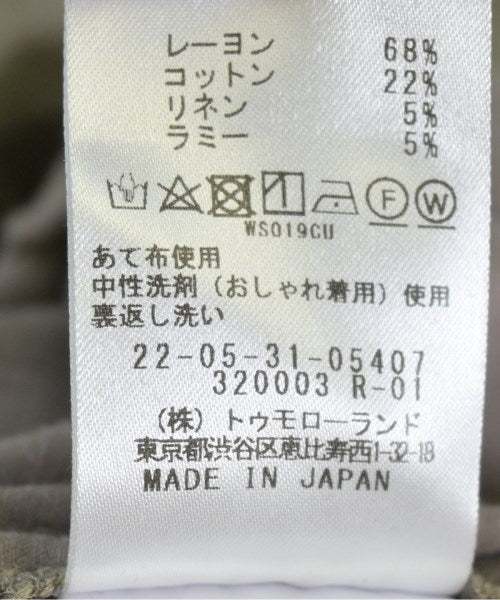 レーヨン 68%
コットン 22%
リネン 5%
ラミー 5%
F W
WS019CU
あて布使用
中性洗剤（おしゃれ着用）使用
裏返し洗い
22-05-31-05407
320003 R-01
（株）トゥモローランド
東京都渋谷区恵比寿西1-32-18
MADE IN JAPAN